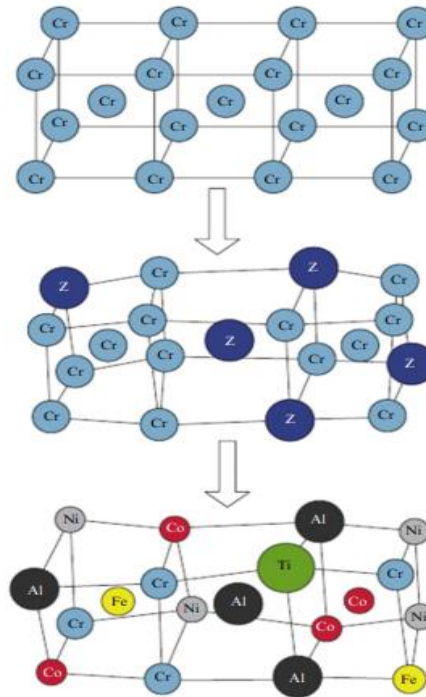 Cr Cr Cr Cr
Cr Cr Cr Cr
Cr Cr Cr
Cr Cr Cr Cr
Cr Cr Cr Cr
Z Cr Z Cr
Cr Cr Cr Cr
Cr Z Cr
Cr Cr Cr Z
Cr Cr Z Cr
Ni Co Al Ni
Al Cr Ti Cr
Fe Al Co
Cr Ni Co Ni
Co Cr Al Fe